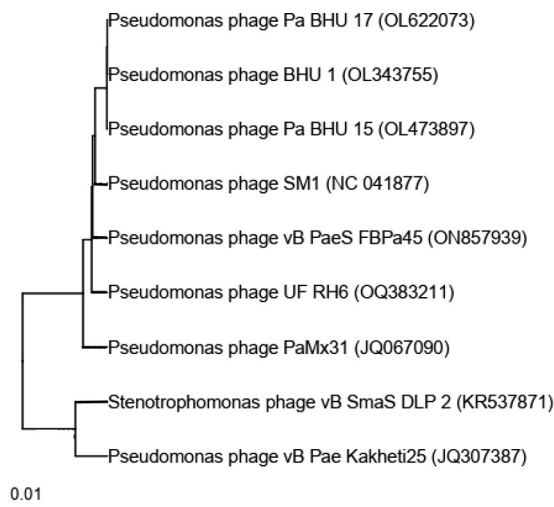 Pseudomonas phage Pa BHU 17 (OL622073)
Pseudomonas phage BHU 1 (OL343755)
Pseudomonas phage Pa BHU 15 (OL473897)
Pseudomonas phage SM1 (NC 041877)
Pseudomonas phage vB PaeS FBPa45 (ON857939)
Pseudomonas phage UF RH6 (OQ383211)
Pseudomonas phage PaMx31 (JQ067090)
Stenotrophomonas phage vB SmaS DLP 2 (KR537871)
Pseudomonas phage vB Pae Kakheti25 (JQ307387)
0.01